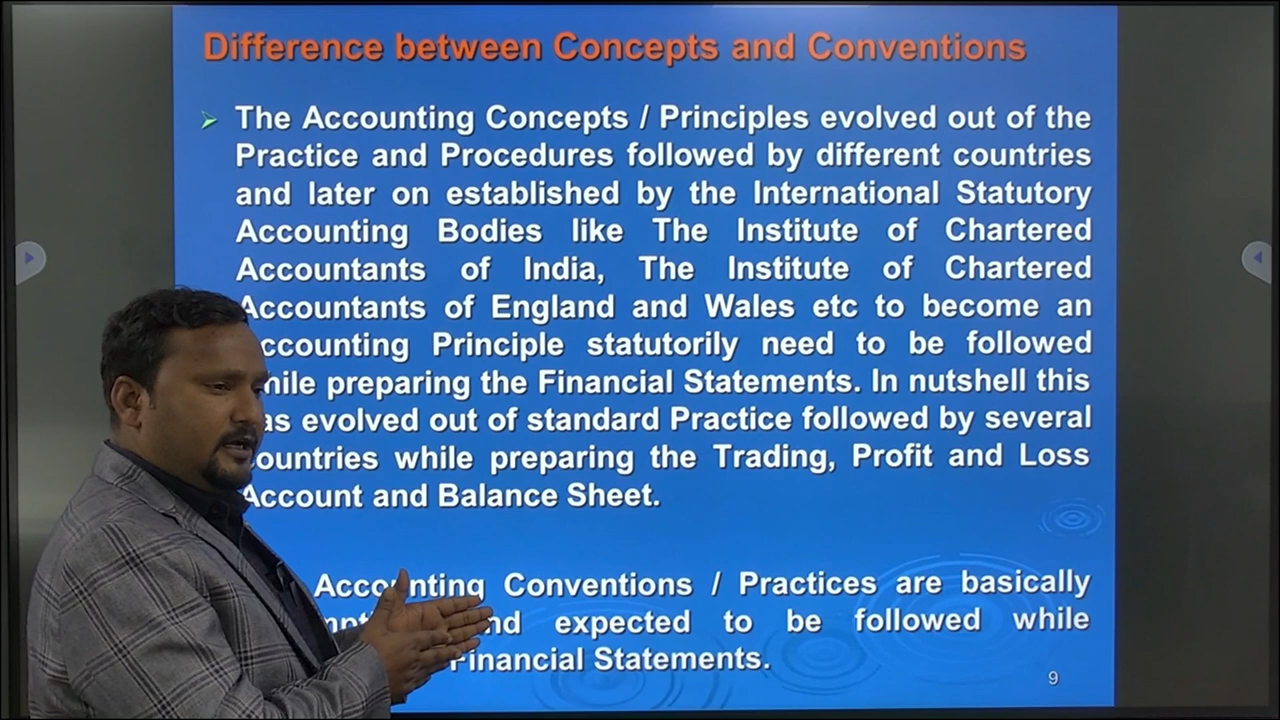 Difference between Concepts and Conventions
The Accounting Concepts / Principles evolved out of the
Practice and Procedures followed by different countries
and later on established by the International Statutory
Accounting Bodies like The Institute of Chartered
Accountants of India, The Institute of Chartered
Accountants of England and Wales etc to become an
Accounting Principle statutorily need to be followed
while preparing the Financial Statements. In nutshell this
evolved out of standard Practice followed by several
countries while preparing the Trading, Profit and Loss
Account and Balance Sheet.
Accounting Conventions / Practices are basically
and expected to be followed while
Financial Statements.
9